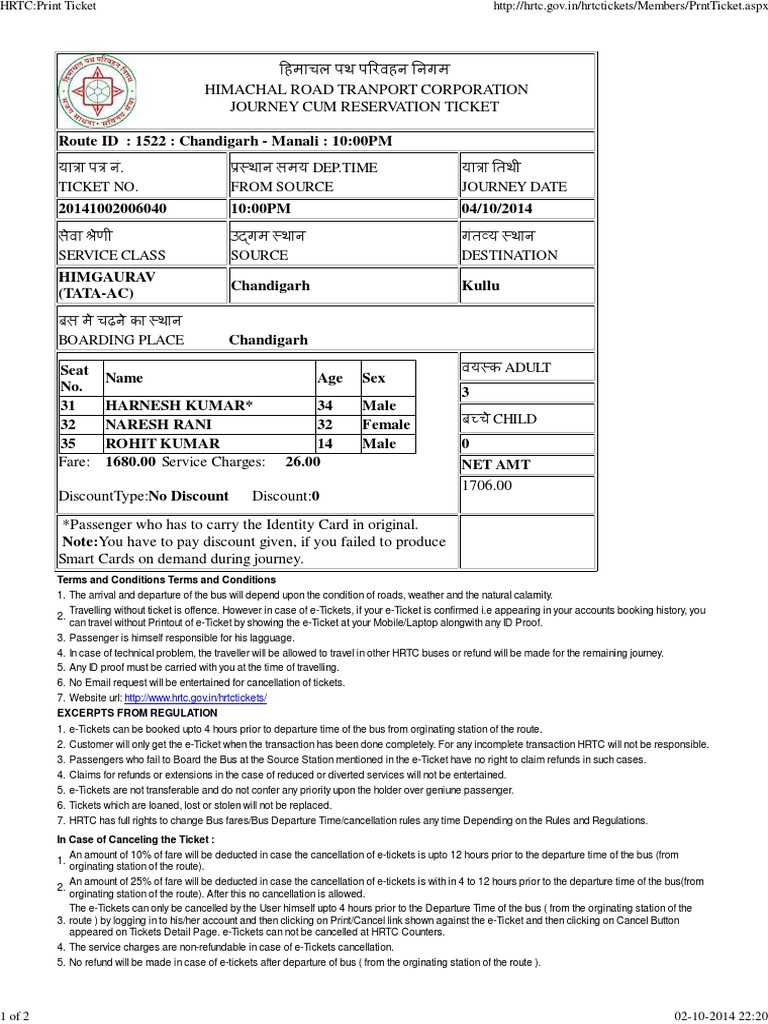 HRTC:Print Ticket http://hrtc.gov.in/hrtctickets/Members/PrntTicket.aspx
हिमाचल पथ परिवहन निगम
HIMACHAL ROAD TRANPORT CORPORATION
JOURNEY CUM RESERVATION TICKET
Route ID : 1522 : Chandigarh - Manali : 10:00PM
यात्रा पत्र नं. प्रस्थान समय DEP.TIME यात्रा तिथी
TICKET NO. FROM SOURCE JOURNEY DATE
20141002006040 10:00PM 04/10/2014
सेवा श्रेणी उद्गम स्थान गंतव्य स्थान
SERVICE CLASS SOURCE DESTINATION
HIMGAURAV
(TATA-AC) Chandigarh Kullu
बस मे चढ़ने का स्थान
BOARDING PLACE Chandigarh
Seat
No. Name Age Sex
31 HARNESH KUMAR* 34 Male
32 NARESH RANI 32 Female
35 ROHIT KUMAR 14 Male
वयस्क ADULT
3
बच्चे CHILD
0
NET AMT
1706.00
Fare: 1680.00 Service Charges: 26.00
DiscountType:No Discount Discount:0
*Passenger who has to carry the Identity Card in original.
Note:You have to pay discount given, if you failed to produce
Smart Cards on demand during journey.
Terms and Conditions Terms and Conditions
1. The arrival and departure of the bus will depend upon the condition of roads, weather and the natural calamity.
2. Travelling without ticket is offence. However in case of e-Tickets, if your e-Ticket is confirmed i.e appearing in your accounts booking history, you
can travel without Printout of e-Ticket by showing the e-Ticket at your Mobile/Laptop alongwith any ID Proof.
3. Passenger is himself responsible for his lagguage.
4. In case of technical problem, the traveller will be allowed to travel in other HRTC buses or refund will be made for the remaining journey.
5. Any ID proof must be carried with you at the time of travelling.
6. No Email request will be entertained for cancellation of tickets.
7. Website url: http://www.hrtc.gov.in/hrtctickets/
EXCERPTS FROM REGULATION
1. e-Tickets can be booked upto 4 hours prior to departure time of the bus from orginating station of the route.
2. Customer will only get the e-Ticket when the transaction has been done completely. For any incomplete transaction HRTC will not be responsible.
3. Passengers who fail to Board the Bus at the Source Station mentioned in the e-Ticket have no right to claim refunds in such cases.
4. Claims for refunds or extensions in the case of reduced or diverted services will not be entertained.
5. e-Tickets are not transferable and do not confer any priority upon the holder over geniune passenger.
6. Tickets which are loaned, lost or stolen will not be replaced.
7. HRTC has full rights to change Bus fares/Bus Departure Time/cancellation rules any time Depending on the Rules and Regulations.
In Case of Canceling the Ticket :
1. An amount of 10% of fare will be deducted in case the cancellation of e-tickets is upto 12 hours prior to the departure time of the bus (from
orginating station of the route).
2. An amount of 25% of fare will be deducted in case the cancellation of e-tickets is with in 4 to 12 hours prior to the departure time of the bus(from
orginating station of the route). After this no cancellation is allowed.
3. The e-Tickets can only be cancelled by the User himself upto 4 hours prior to the Departure Time of the bus ( from the orginating station of the
route ) by logging in to his/her account and then clicking on Print/Cancel link shown against the e-Ticket and then clicking on Cancel Button
appeared on Tickets Detail Page. e-Tickets can not be cancelled at HRTC Counters.
4. The service charges are non-refundable in case of e-Tickets cancellation.
5. No refund will be made in case of e-tickets after departure of bus ( from the orginating station of the route ).
1 of 2 02-10-2014 22:20